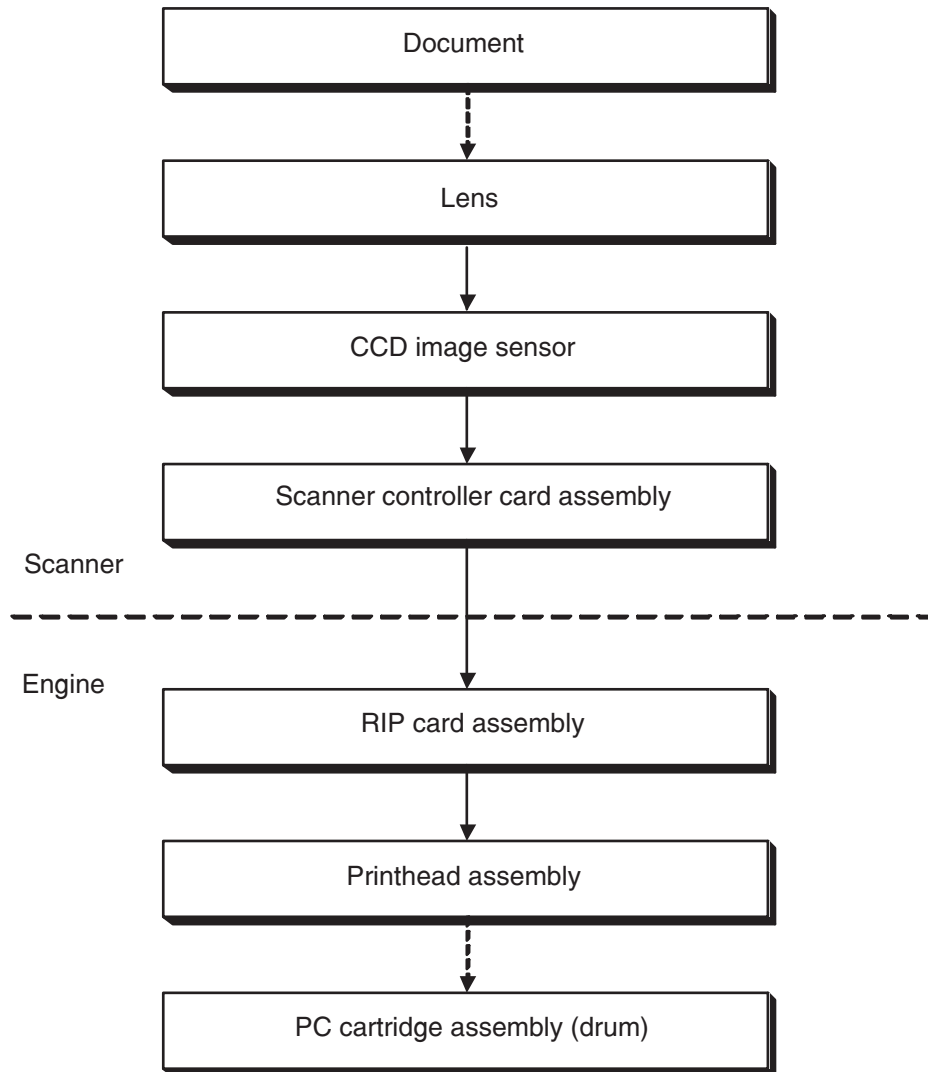 Document
Lens
CCD image sensor
Scanner controller card assembly
Scanner
Engine
RIP card assembly
Printhead assembly
PC cartridge assembly (drum)